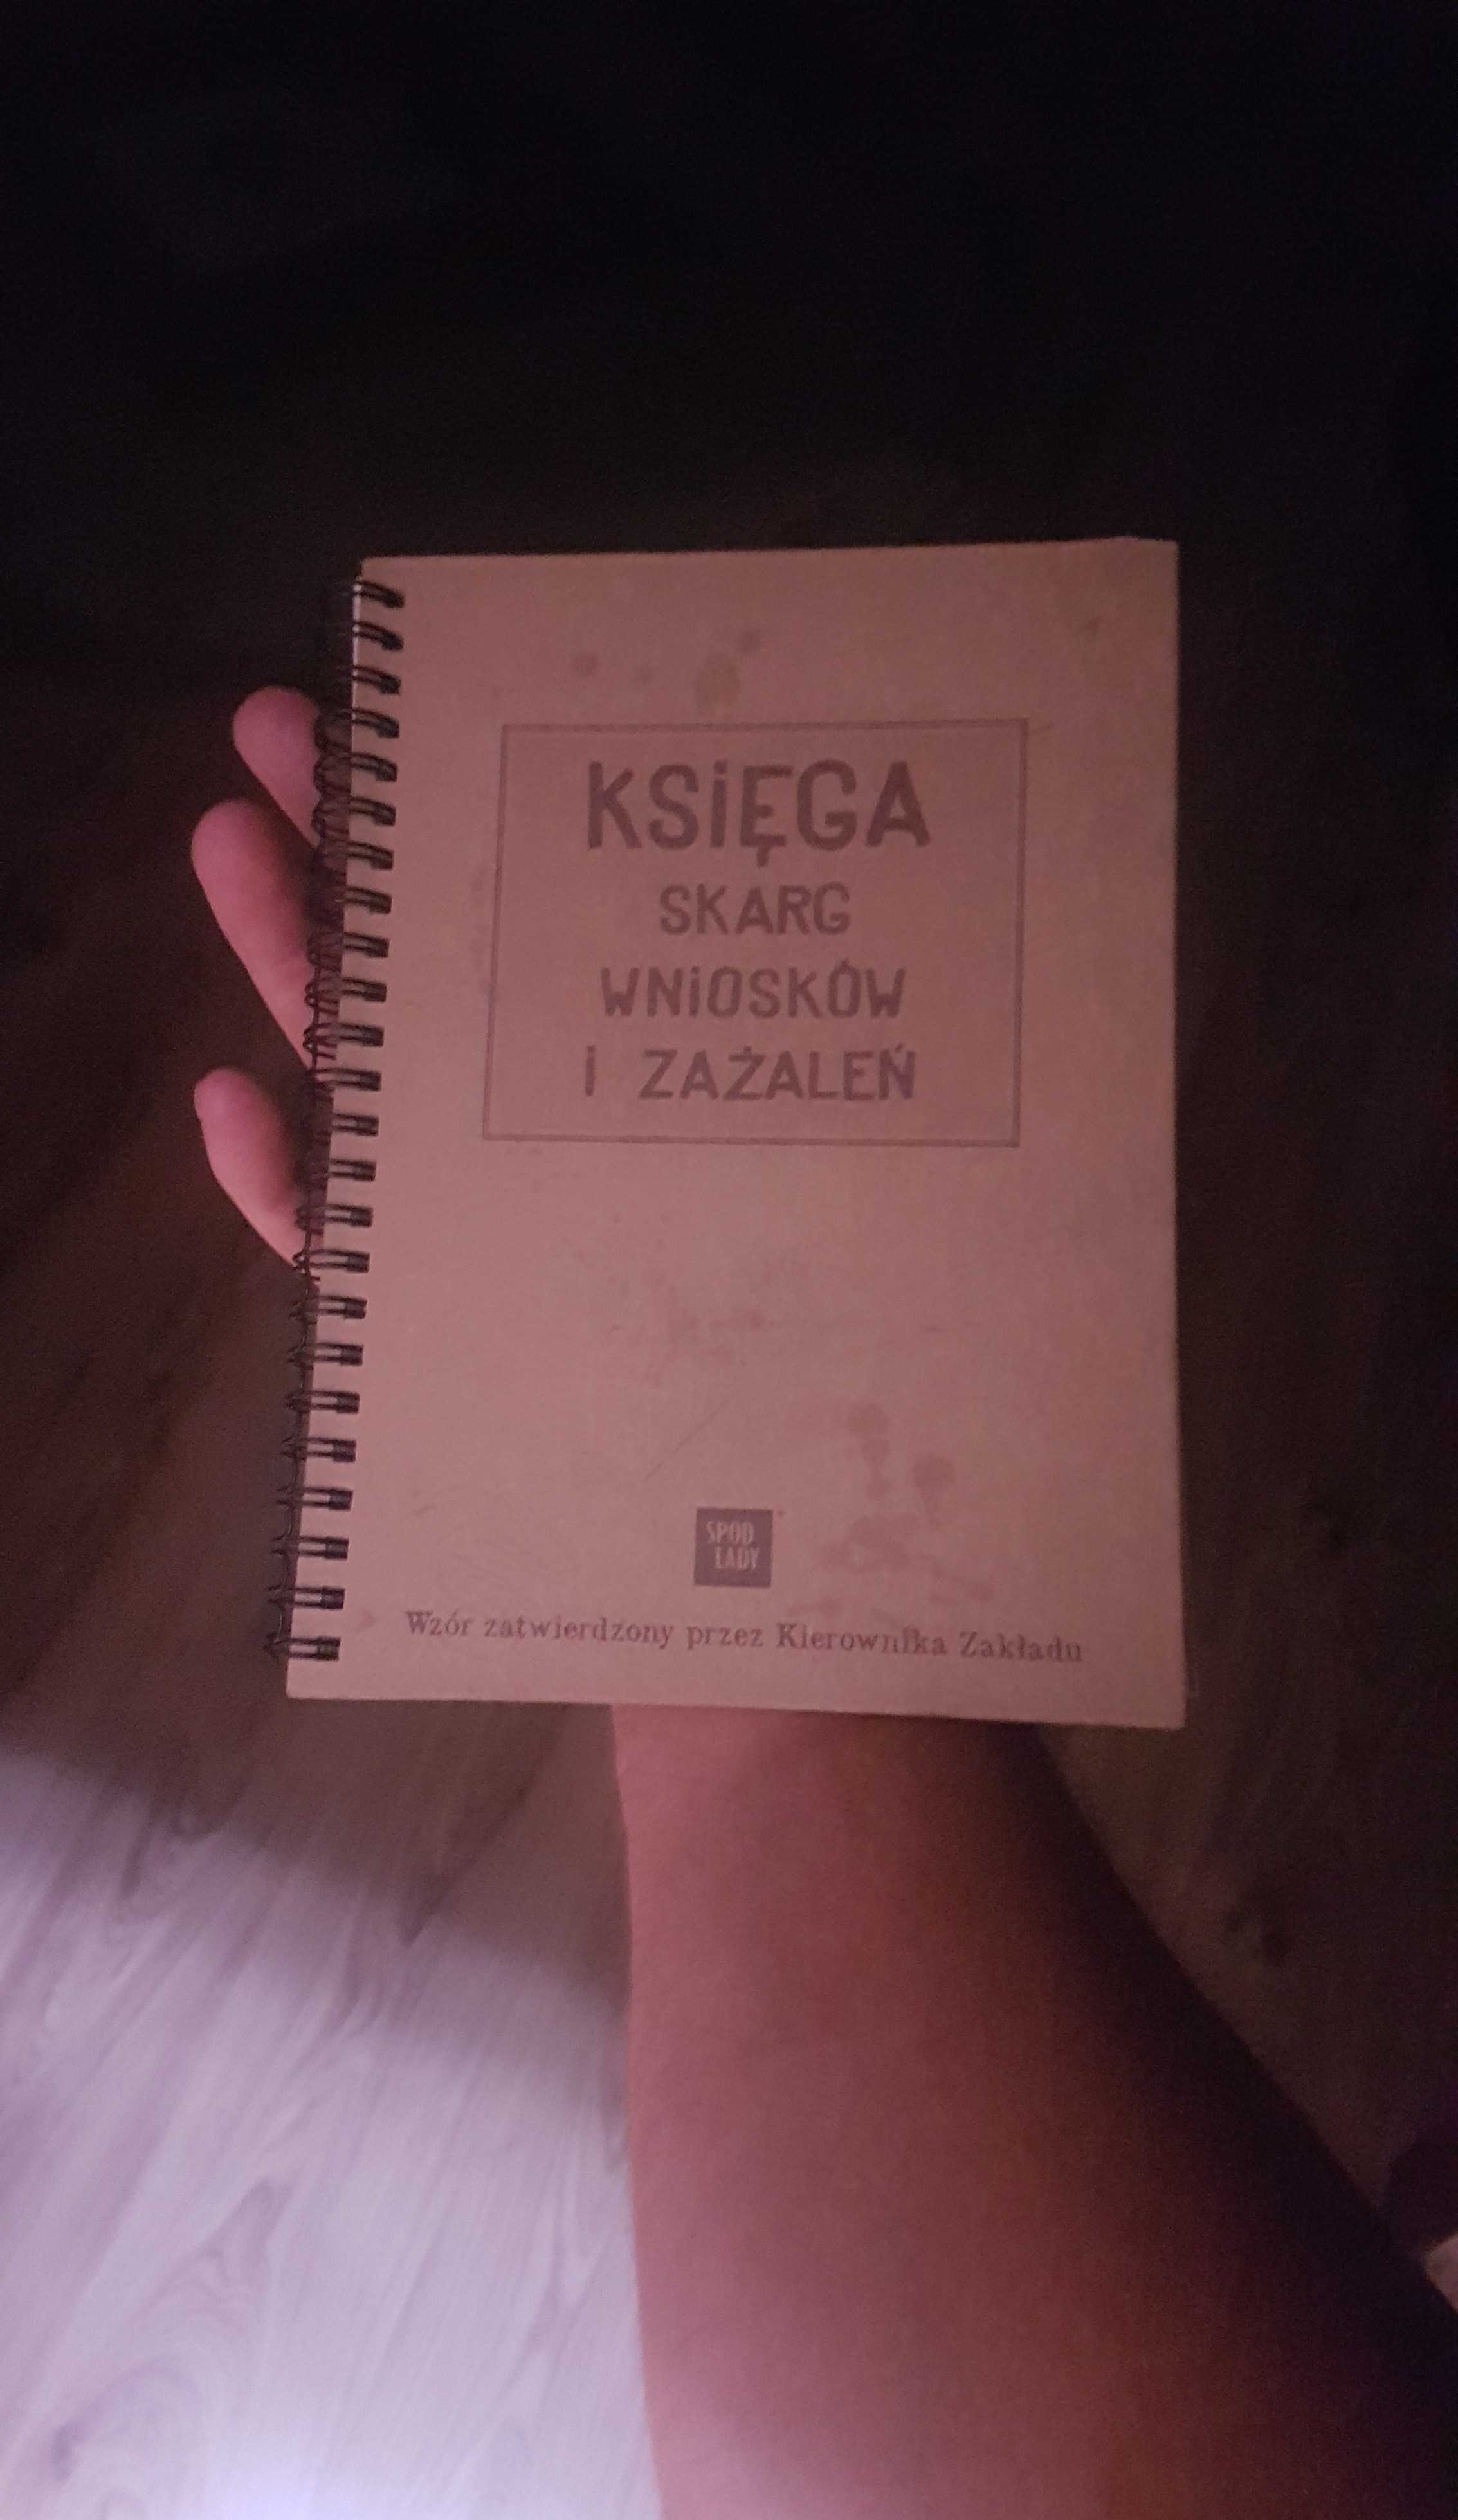 KSiĘGA
SKARG
WNiOSKÓW
i ZAŻALEŃ
SPOD
LADY
Wzór zatwierdzony przez Kierownika Zakładu